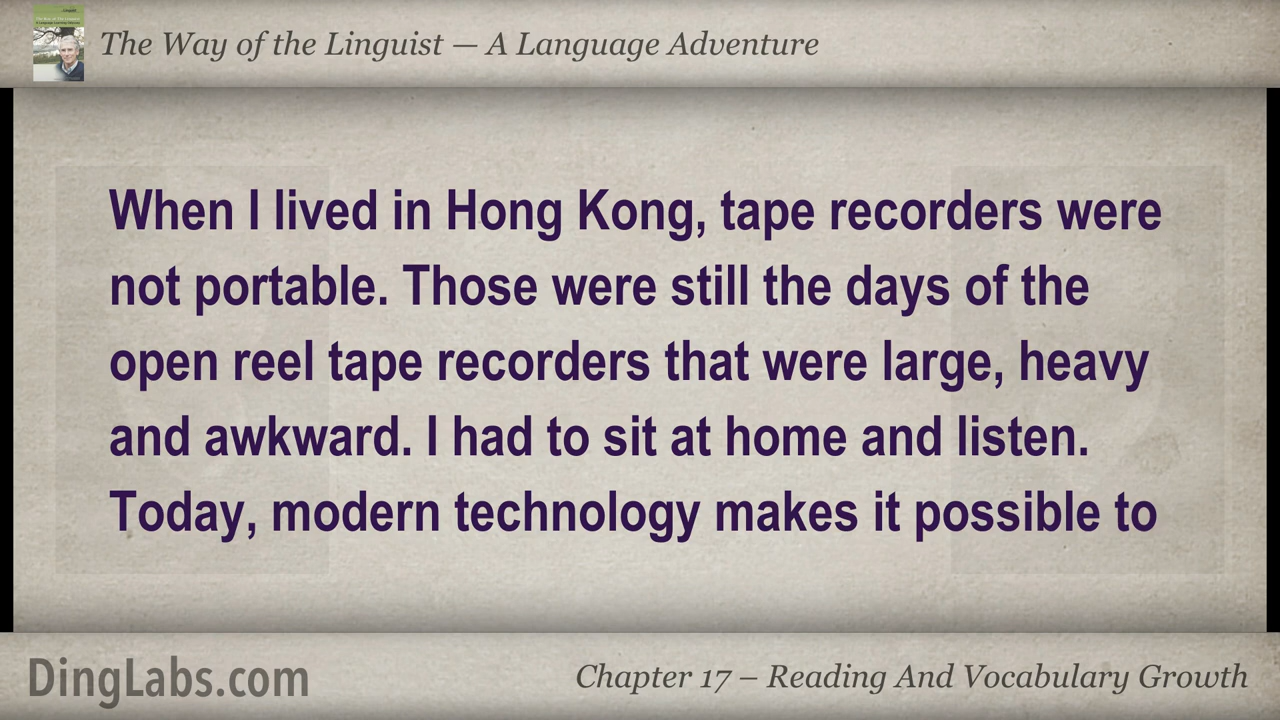 The Way of the Linguist — A Language Adventure
When I lived in Hong Kong, tape recorders were
not portable. Those were still the days of the
open reel tape recorders that were large, heavy
and awkward. I had to sit at home and listen.
Today, modern technology makes it possible to
DingLabs.com
Chapter 17 – Reading And Vocabulary Growth